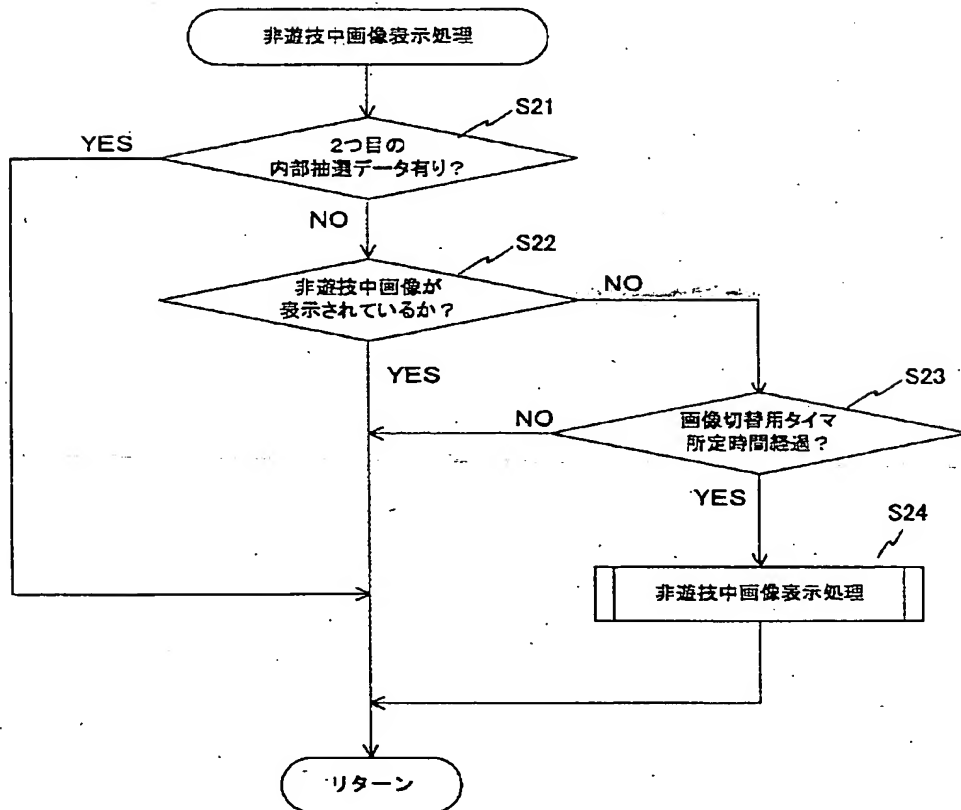 非遊技中画像表示処理
S21
YES
2つ目の
内部抽選データ有り?
NO
S22
非遊技中画像が
表示されているか?
NO
YES
S23
NO
画像切替用タイマ
所定時間経過?
YES
S24
非遊技中画像表示処理
リターン